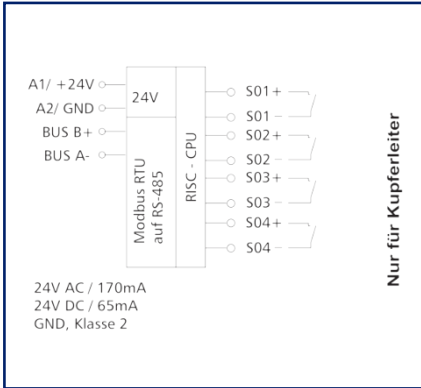 A1/ +24V
A2/ GND
BUS B+
BUS A-
24V
Modbus RTU
auf RS-485
RISC - CPU
S01 +
S01 -
S02 +
S02 -
S03 +
S03 -
S04 +
S04 -
Nur für Kupferleiter
24V AC / 170mA
24V DC / 65mA
GND, Klasse 2